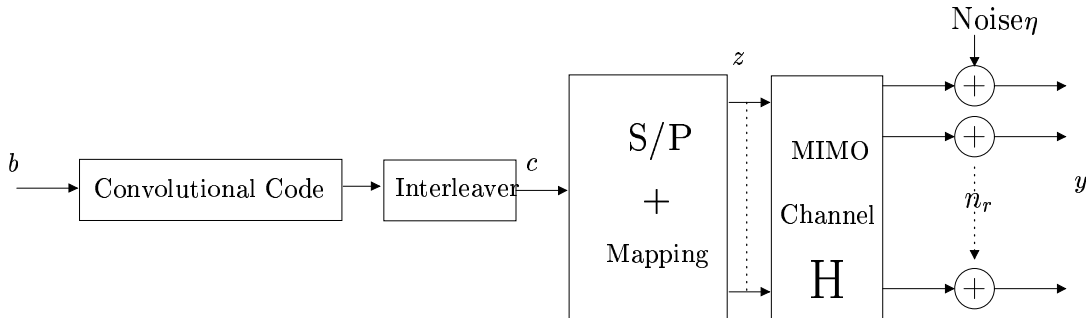 Noiseη
b
Convolutional Code
Interleaver
c
S/P
+
Mapping
z
MIMO
Channel
H
+
+
n_r
+
y